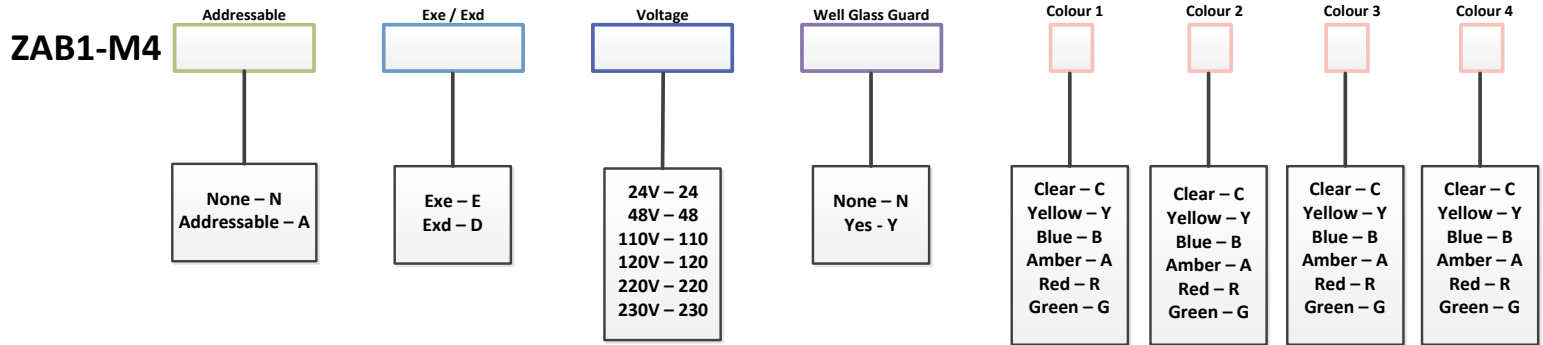 Addressable
Exe / Exd
Voltage
Well Glass Guard
Colour 1
Colour 2
Colour 3
Colour 4
ZAB1-M4
None – N
Addressable – A
Exe – E
Exd – D
24V – 24
48V – 48
110V – 110
120V – 120
220V – 220
230V – 230
None – N
Yes - Y
Clear – C
Yellow – Y
Blue – B
Amber – A
Red – R
Green – G
Clear – C
Yellow – Y
Blue – B
Amber – A
Red – R
Green – G
Clear – C
Yellow – Y
Blue – B
Amber – A
Red – R
Green – G
Clear – C
Yellow – Y
Blue – B
Amber – A
Red – R
Green – G